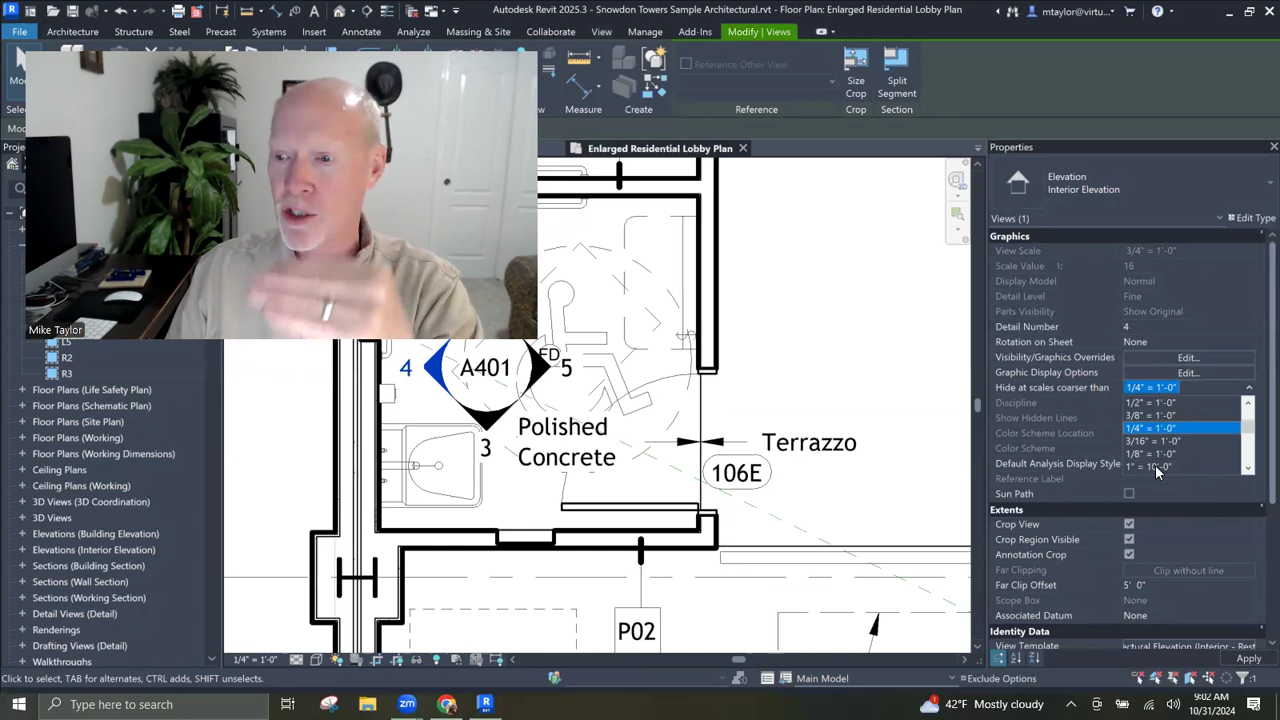 Autodesk Revit 2025.3 - Snowdon Towers Sample Architectural.rvt - Floor Plan: Enlarged Residential Lobby Plan
mtaylor@virtu...
File Architecture Structure Steel Precast Systems Insert Annotate Analyze Massing & Site Collaborate View Manage Add-Ins Modify | Views
Reference Other View
Size Crop
Split Segment
Measure Create Reference Crop Section
Enlarged Residential Lobby Plan
Properties
Elevation
Interior Elevation
Views (1) Edit Type
Graphics
View Scale 3/4" = 1'-0"
Scale Value 1: 16
Display Model Normal
Detail Level Fine
Parts Visibility Show Original
Detail Number 4
Rotation on Sheet None
Visibility/Graphics Overrides Edit...
Graphic Display Options Edit...
Hide at scales coarser than 1/4" = 1'-0"
Discipline 1/2" = 1'-0"
Show Hidden Lines 3/8" = 1'-0"
1/4" = 1'-0"
Color Scheme Location 3/16" = 1'-0"
Color Scheme 1/8" = 1'-0"
Default Analysis Display Style
Reference Label
Sun Path
Extents
Crop View
Crop Region Visible
Annotation Crop
Far Clipping Clip without line
Far Clip Offset 5' 0"
Scope Box None
Associated Datum None
Identity Data
View Template
Apply
Mike Taylor
L5
R2
R3
Floor Plans (Life Safety Plan)
Floor Plans (Schematic Plan)
Floor Plans (Site Plan)
Floor Plans (Working)
Floor Plans (Working Dimensions)
Ceiling Plans
Ceiling Plans (Working)
3D Views (3D Coordination)
3D Views
Elevations (Building Elevation)
Elevations (Interior Elevation)
Sections (Building Section)
Sections (Wall Section)
Sections (Working Section)
Detail Views (Detail)
Renderings
Drafting Views (Detail)
Walkthroughs
4 A401 5
FD
3
Polished
Concrete
Terrazzo
106E
P02
1/4" = 1'-0"
Click to select, TAB for alternates, CTRL adds, SHIFT unselects.
Main Model
Exclude Options
:1
Type here to search
42°F Mostly cloudy
9:02 AM
10/31/2024